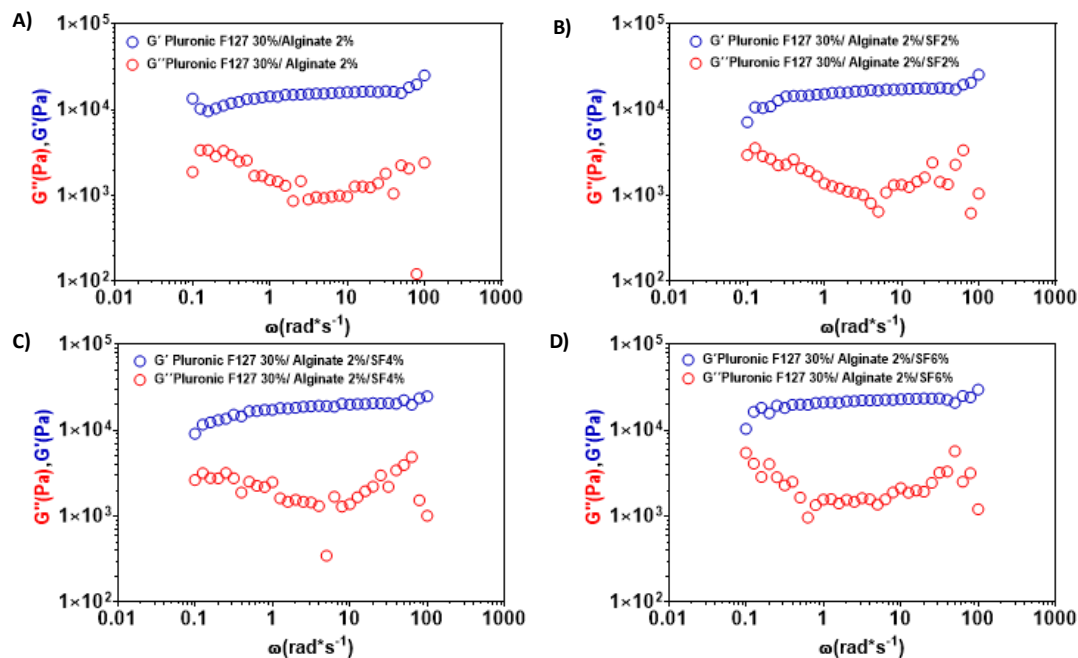 A)
G''(Pa),G'(Pa)
1×10⁵
1×10⁴
1×10³
1×10²
G′ Pluronic F127 30%/Alginate 2%
G′′Pluronic F127 30%/ Alginate 2%
0.01 0.1 1 10 100 1000
ω(rad*s⁻¹)
B)
G''(Pa),G'(Pa)
1×10⁵
1×10⁴
1×10³
1×10²
G′ Pluronic F127 30%/ Alginate 2%/SF2%
G′′Pluronic F127 30%/ Alginate 2%/SF2%
0.01 0.1 1 10 100 1000
ω(rad*s⁻¹)
C)
G''(Pa),G'(Pa)
1×10⁵
1×10⁴
1×10³
1×10²
G′ Pluronic F127 30%/ Alginate 2%/SF4%
G′′Pluronic F127 30%/ Alginate 2%/SF4%
0.01 0.1 1 10 100 1000
ω(rad*s⁻¹)
D)
G''(Pa),G'(Pa)
1×10⁵
1×10⁴
1×10³
1×10²
G′Pluronic F127 30%/ Alginate 2%/SF6%
G′′Pluronic F127 30%/ Alginate 2%/SF6%
0.01 0.1 1 10 100 1000
ω(rad*s⁻¹)